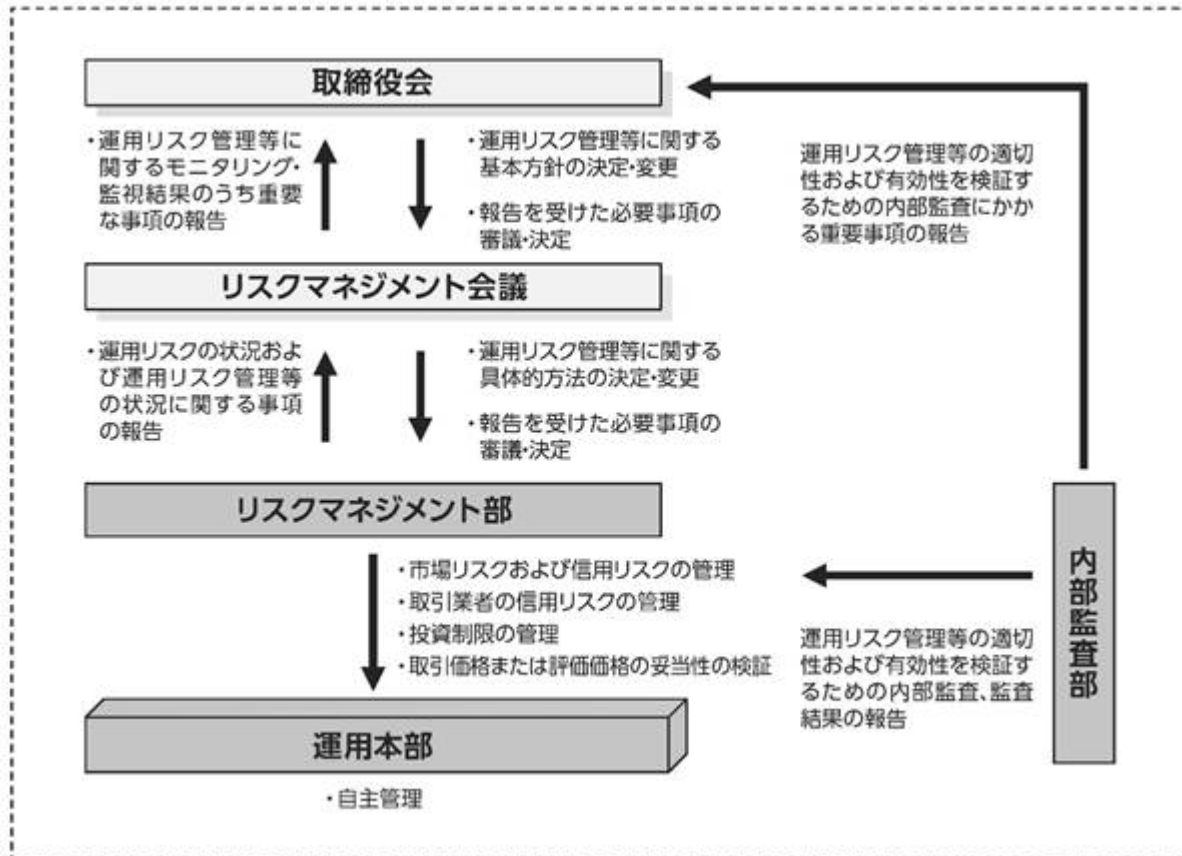 取締役会
・運用リスク管理等に
関するモニタリング・
監視結果のうち重要
な事項の報告
・運用リスク管理等に関する
基本方針の決定・変更
・報告を受けた必要事項の
審議・決定
運用リスク管理等の適切
性および有効性を検証す
るための内部監査にかか
る重要事項の報告
リスクマネジメント会議
・運用リスクの状況およ
び運用リスク管理等
の状況に関する事項
の報告
・運用リスク管理等に関する
具体的方法の決定・変更
・報告を受けた必要事項の
審議・決定
リスクマネジメント部
・市場リスクおよび信用リスクの管理
・取引業者の信用リスクの管理
・投資制限の管理
・取引価格または評価価格の妥当性の検証
運用リスク管理等の適切
性および有効性を検証す
るための内部監査、監査
結果の報告
内部監査部
運用本部
・自主管理